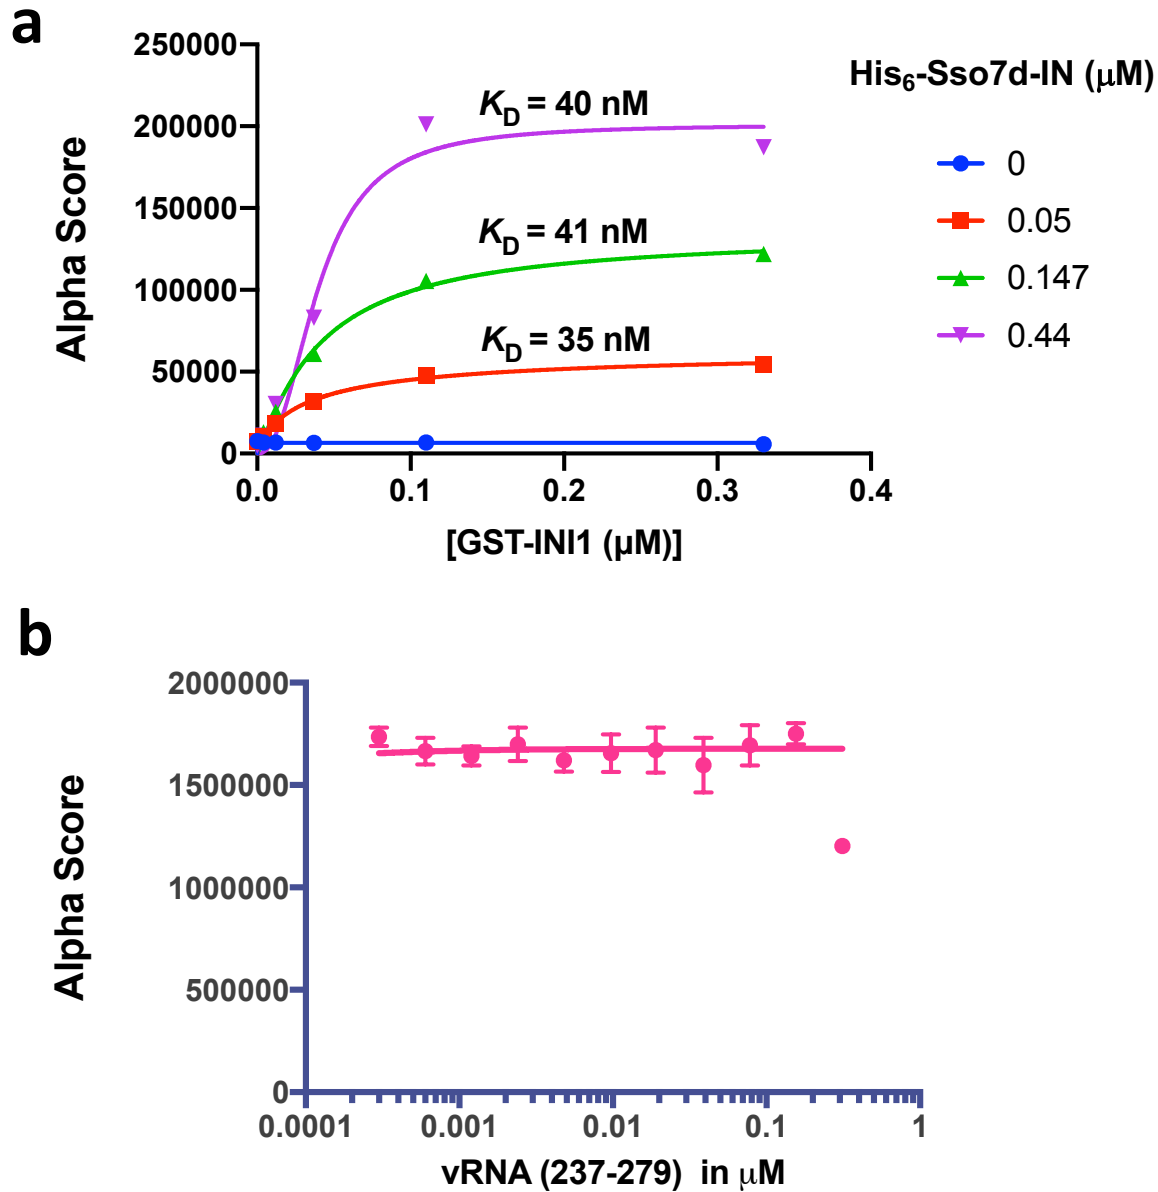 a
250000
200000
150000
100000
50000
0
Alpha Score
K_D = 40 nM
K_D = 41 nM
K_D = 35 nM
0.0 0.1 0.2 0.3 0.4
[GST-INI1 (µM)]
His₆-Sso7d-IN (µM)
0
0.05
0.147
0.44
b
2000000
1500000
1000000
500000
0
Alpha Score
0.0001 0.001 0.01 0.1 1
vRNA (237-279) in µM